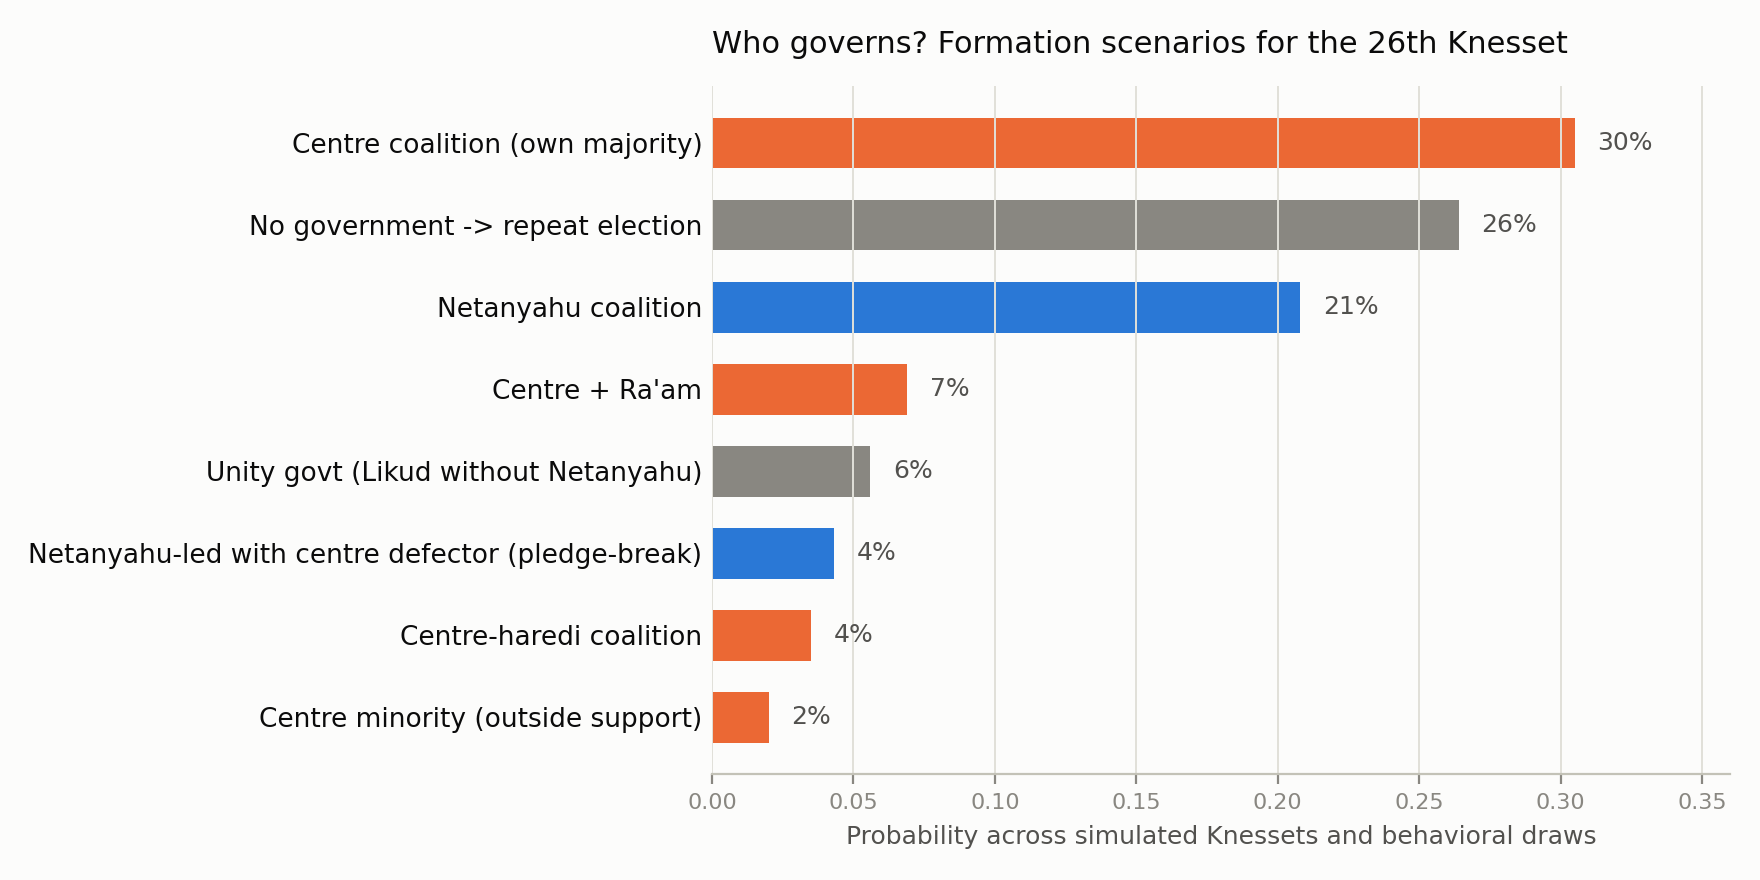 Who governs? Formation scenarios for the 26th Knesset
Centre coalition (own majority)
30%
No government -> repeat election
26%
Netanyahu coalition
21%
Centre + Ra'am
7%
Unity govt (Likud without Netanyahu)
6%
Netanyahu-led with centre defector (pledge-break)
4%
Centre-haredi coalition
4%
Centre minority (outside support)
2%
0.00 0.05 0.10 0.15 0.20 0.25 0.30 0.35
Probability across simulated Knessets and behavioral draws